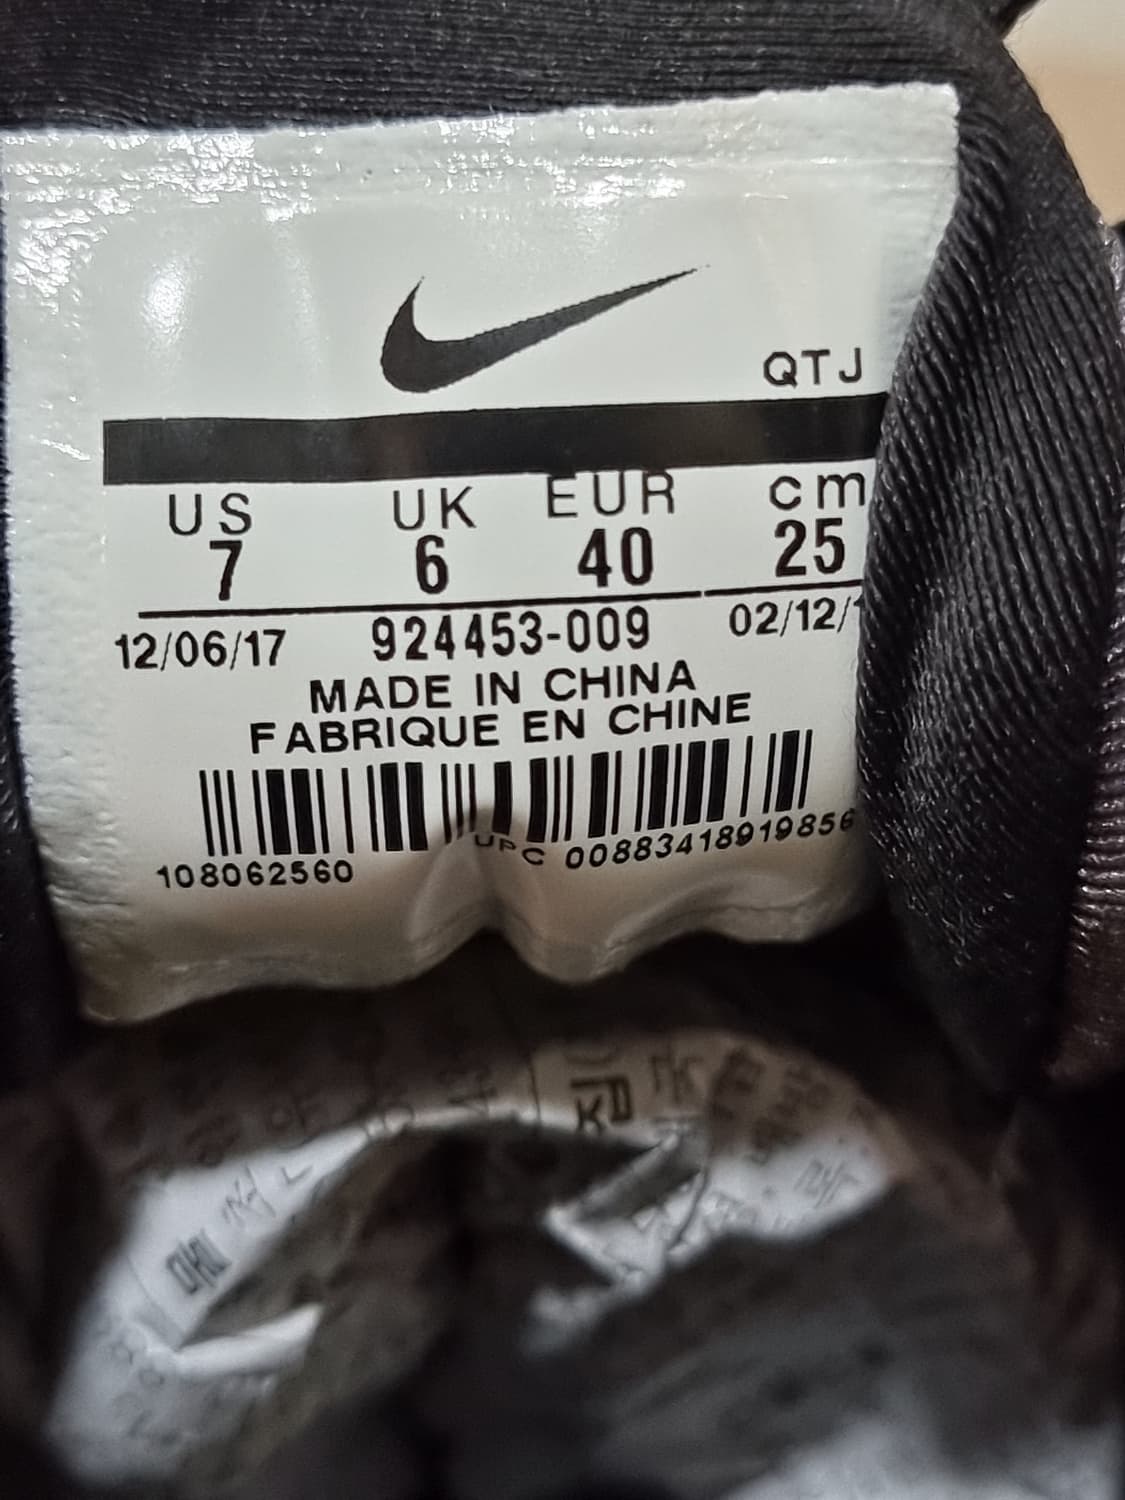 QTJ
US UK EUR cm
7 6 40 25
12/06/17 924453-009 02/12/
MADE IN CHINA
FABRIQUE EN CHINE
108062560 UPC 00883418919856